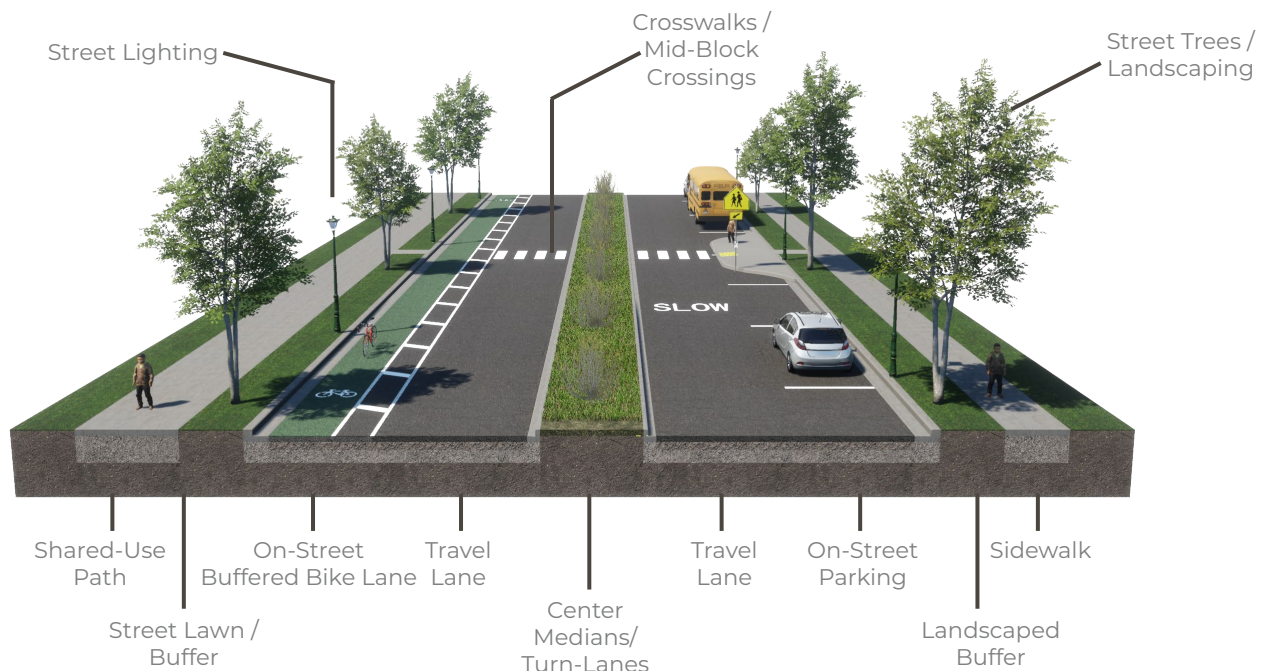 Street Lighting
Crosswalks /
Mid-Block
Crossings
Street Trees /
Landscaping
SLOW
Shared-Use
Path
Street Lawn /
Buffer
On-Street
Buffered Bike Lane
Travel
Lane
Center
Medians/
Turn-Lanes
Travel
Lane
On-Street
Parking
Landscaped
Buffer
Sidewalk